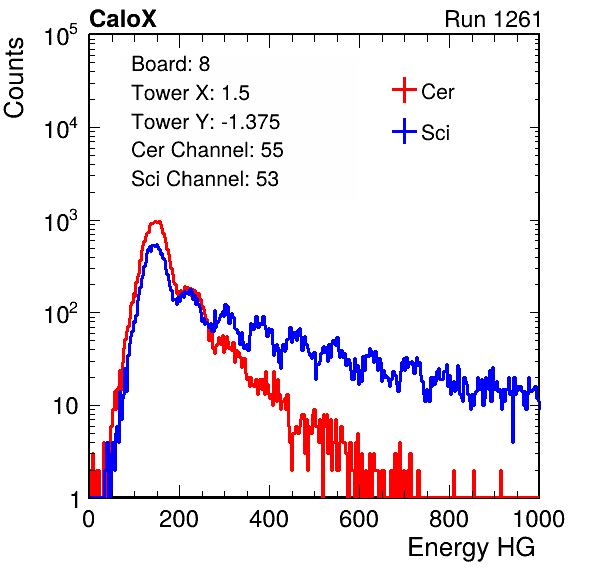 CaloX Run 1261
Counts
10^5
10^4
10^3
10^2
10
1
Board: 8
Tower X: 1.5
Tower Y: -1.375
Cer Channel: 55
Sci Channel: 53
Cer
Sci
0 200 400 600 800 1000
Energy HG